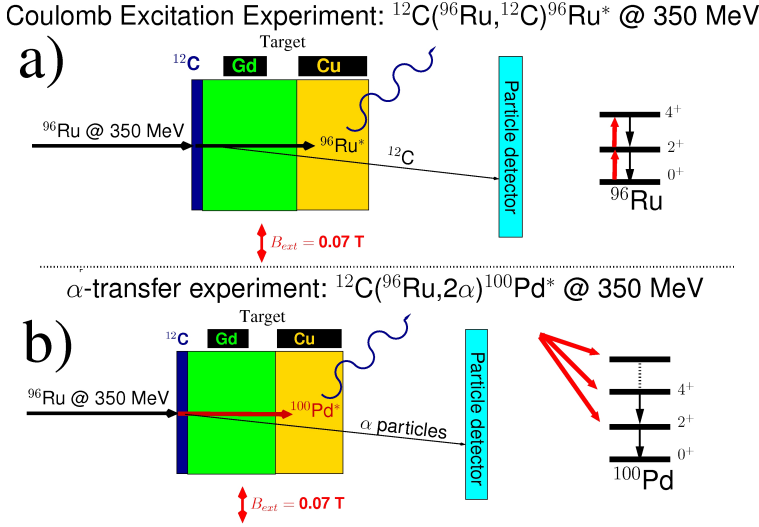 Coulomb Excitation Experiment: ¹²C(⁹⁶Ru,¹²C)⁹⁶Ru* @ 350 MeV
a)
Target
¹²C
Gd
Cu
⁹⁶Ru @ 350 MeV
⁹⁶Ru*
¹²C
Particle detector
4⁺
2⁺
0⁺
⁹⁶Ru
B_ext = 0.07 T
α-transfer experiment: ¹²C(⁹⁶Ru,2α)¹⁰⁰Pd* @ 350 MeV
b)
Target
¹²C
Gd
Cu
⁹⁶Ru @ 350 MeV
¹⁰⁰Pd*
α particles
Particle detector
4⁺
2⁺
0⁺
¹⁰⁰Pd
B_ext = 0.07 T